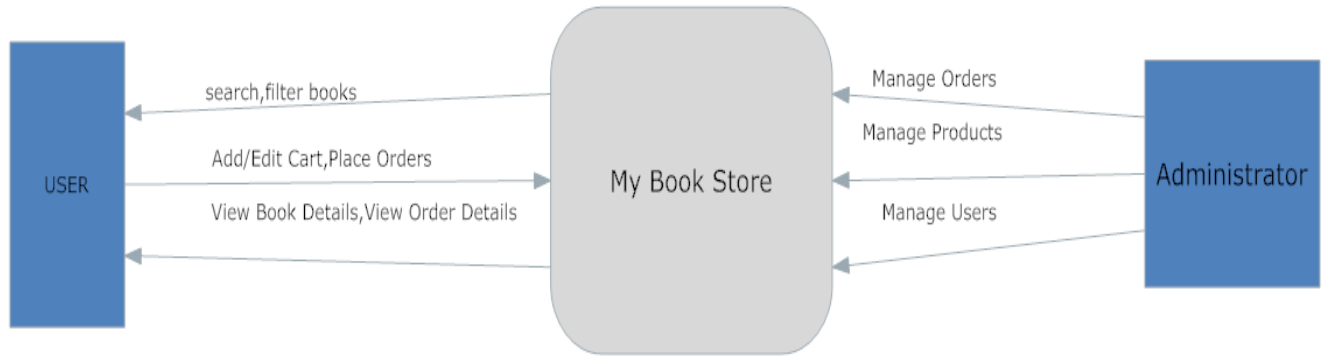 search,filter books
Add/Edit Cart,Place Orders
View Book Details,View Order Details
USER
My Book Store
Manage Orders
Manage Products
Manage Users
Administrator